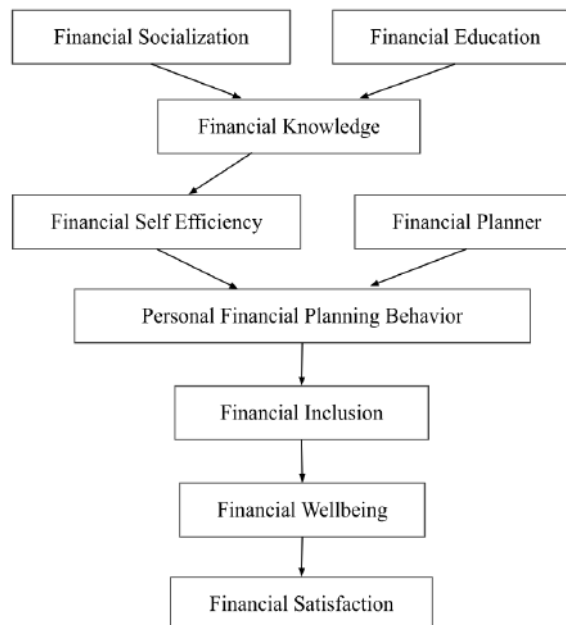 Financial Socialization
Financial Education
Financial Knowledge
Financial Self Efficiency
Financial Planner
Personal Financial Planning Behavior
Financial Inclusion
Financial Wellbeing
Financial Satisfaction